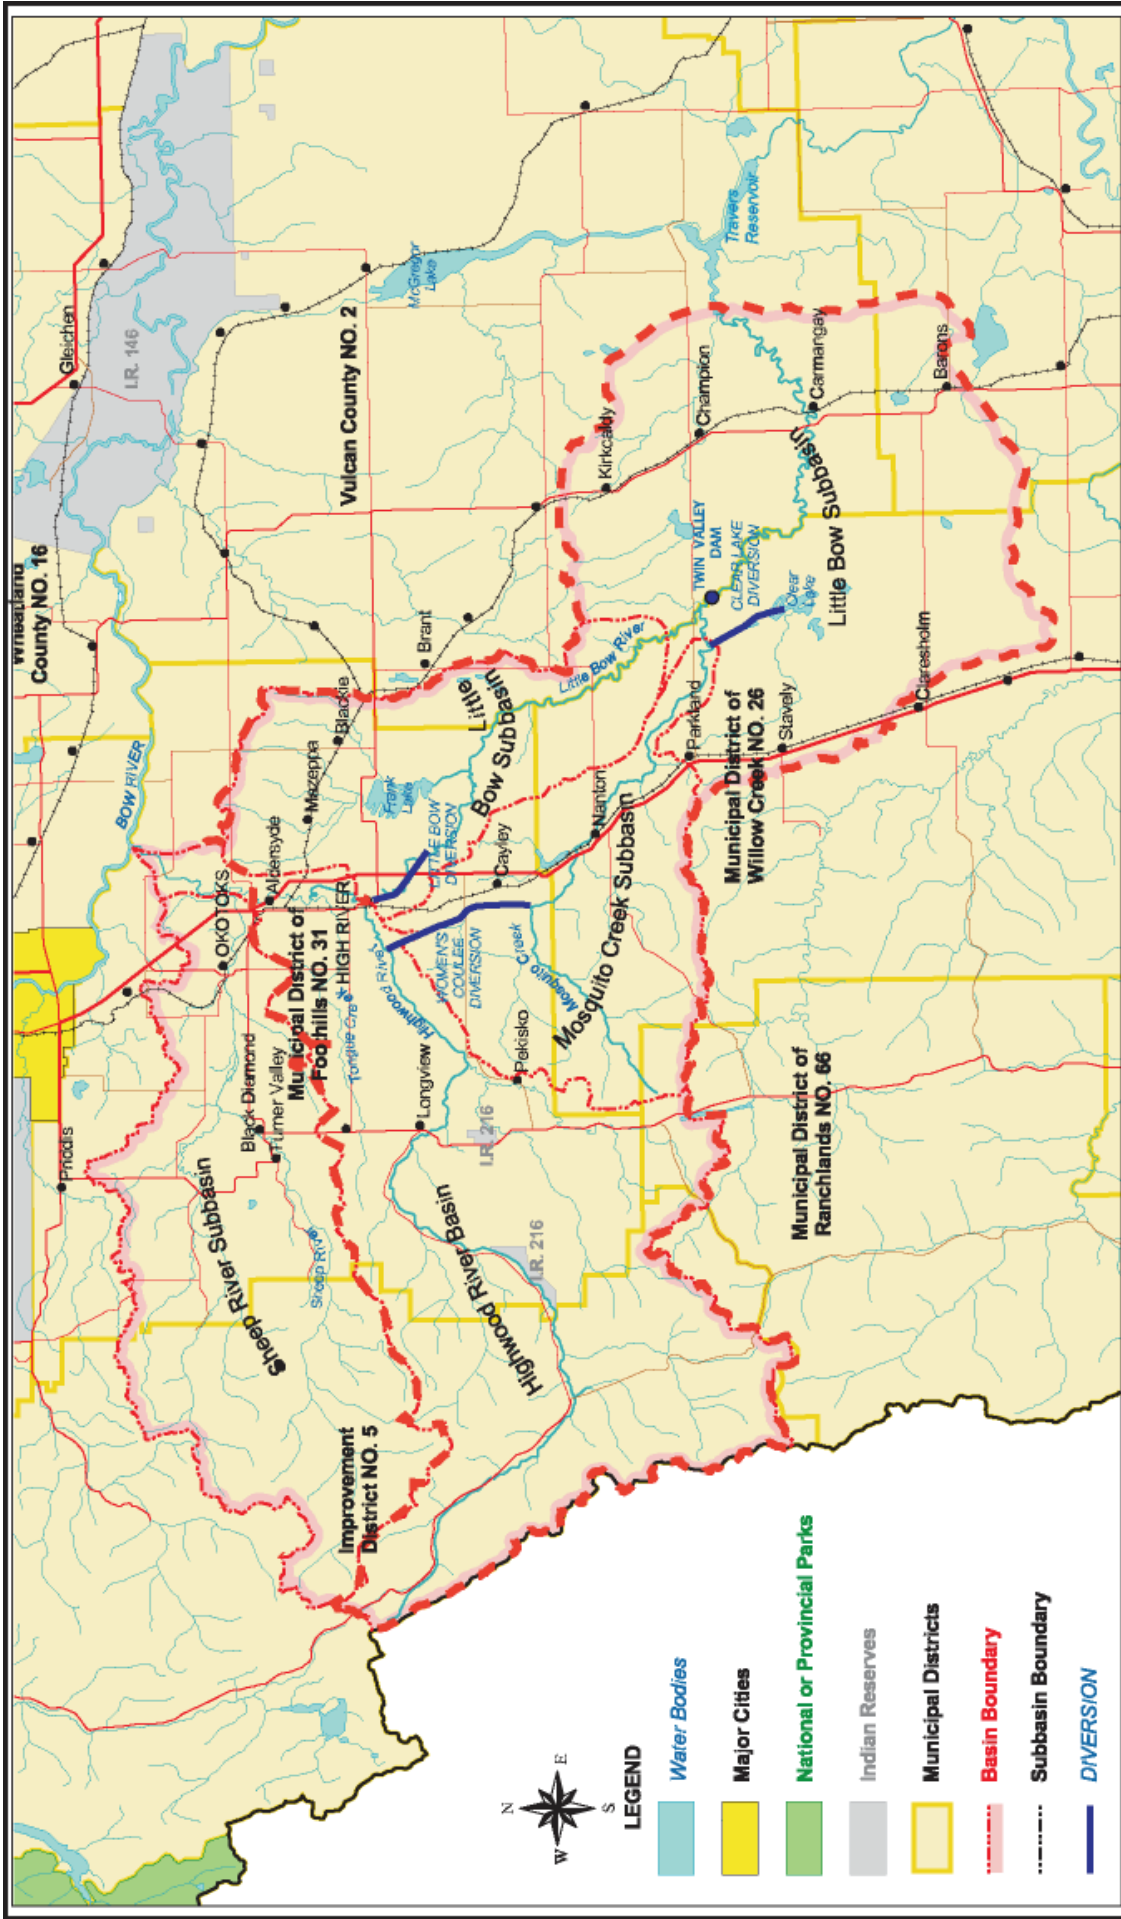 Gleichen
I.R. 146
Wheatland
County NO. 16
BOW RIVER
Vulcan County NO. 2
McGregor
Lake
Travers
Reservoir
Priddis
OKOTOKS
Aldersyde
Mazeppa
Blackie
Brant
Kirkcaldy
Champion
Carmangay
Barons
Black Diamond
Turner Valley
Municipal District of
Foothills NO. 31
HIGH RIVER
Frank
Lake
LITTLE BOW
DIVERSION
Little
Bow Subbasin
Little Bow River
TWIN VALLEY
DAM
CLEAR LAKE
DIVERSION
Clear
Lake
Little Bow Subbasin
Sheep River Subbasin
Sheep River
Tongue Creek
Highwood River
Longview
WOMEN'S
COULEE
DIVERSION
Cayley
Nanton
Parkland
Stavely
Claresholm
Pekisko
Mosquito Creek
Mosquito Creek Subbasin
Municipal District of
Willow Creek NO. 26
I.R. 216
I.R. 216
Highwood River Basin
Municipal District of
Ranchlands NO. 66
Improvement
District NO. 5
N
W
E
S
LEGEND
Water Bodies
Major Cities
National or Provincial Parks
Indian Reserves
Municipal Districts
Basin Boundary
Subbasin Boundary
DIVERSION